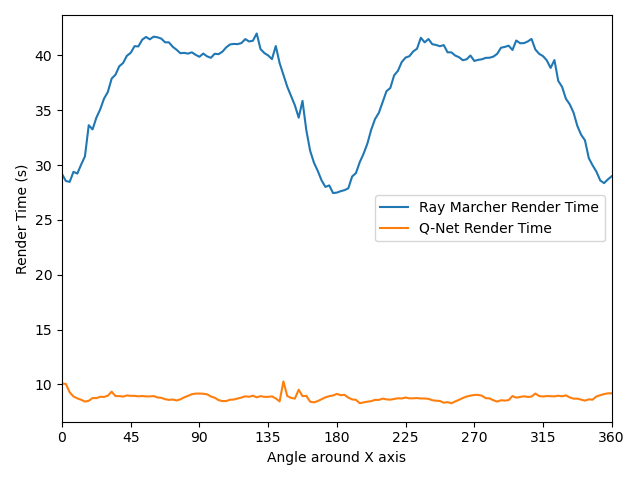 40
35
30
25
20
15
10
Render Time (s)
Ray Marcher Render Time
Q-Net Render Time
0 45 90 135 180 225 270 315 360
Angle around X axis